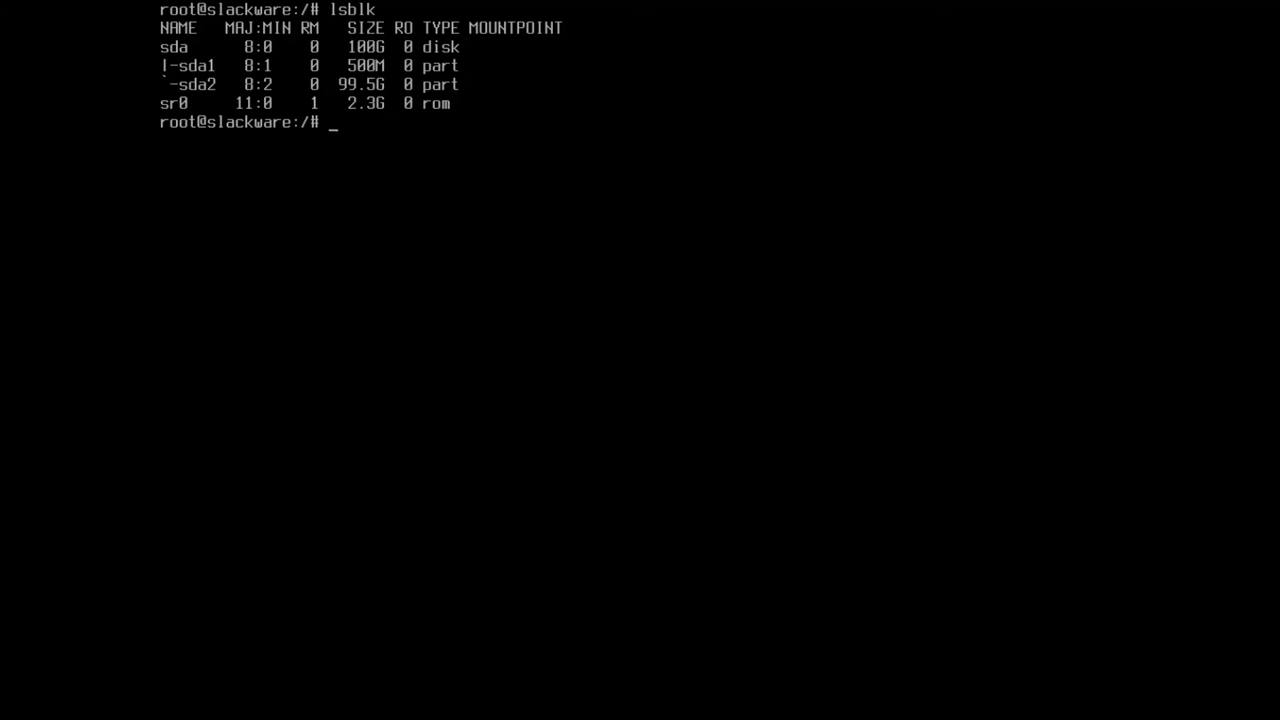 root@slackware:/# lsblk
NAME   MAJ:MIN RM   SIZE RO TYPE MOUNTPOINT
sda      8:0    0   100G  0 disk
|-sda1   8:1    0   500M  0 part
`-sda2   8:2    0  99.5G  0 part
sr0     11:0    1   2.3G  0 rom
root@slackware:/# _